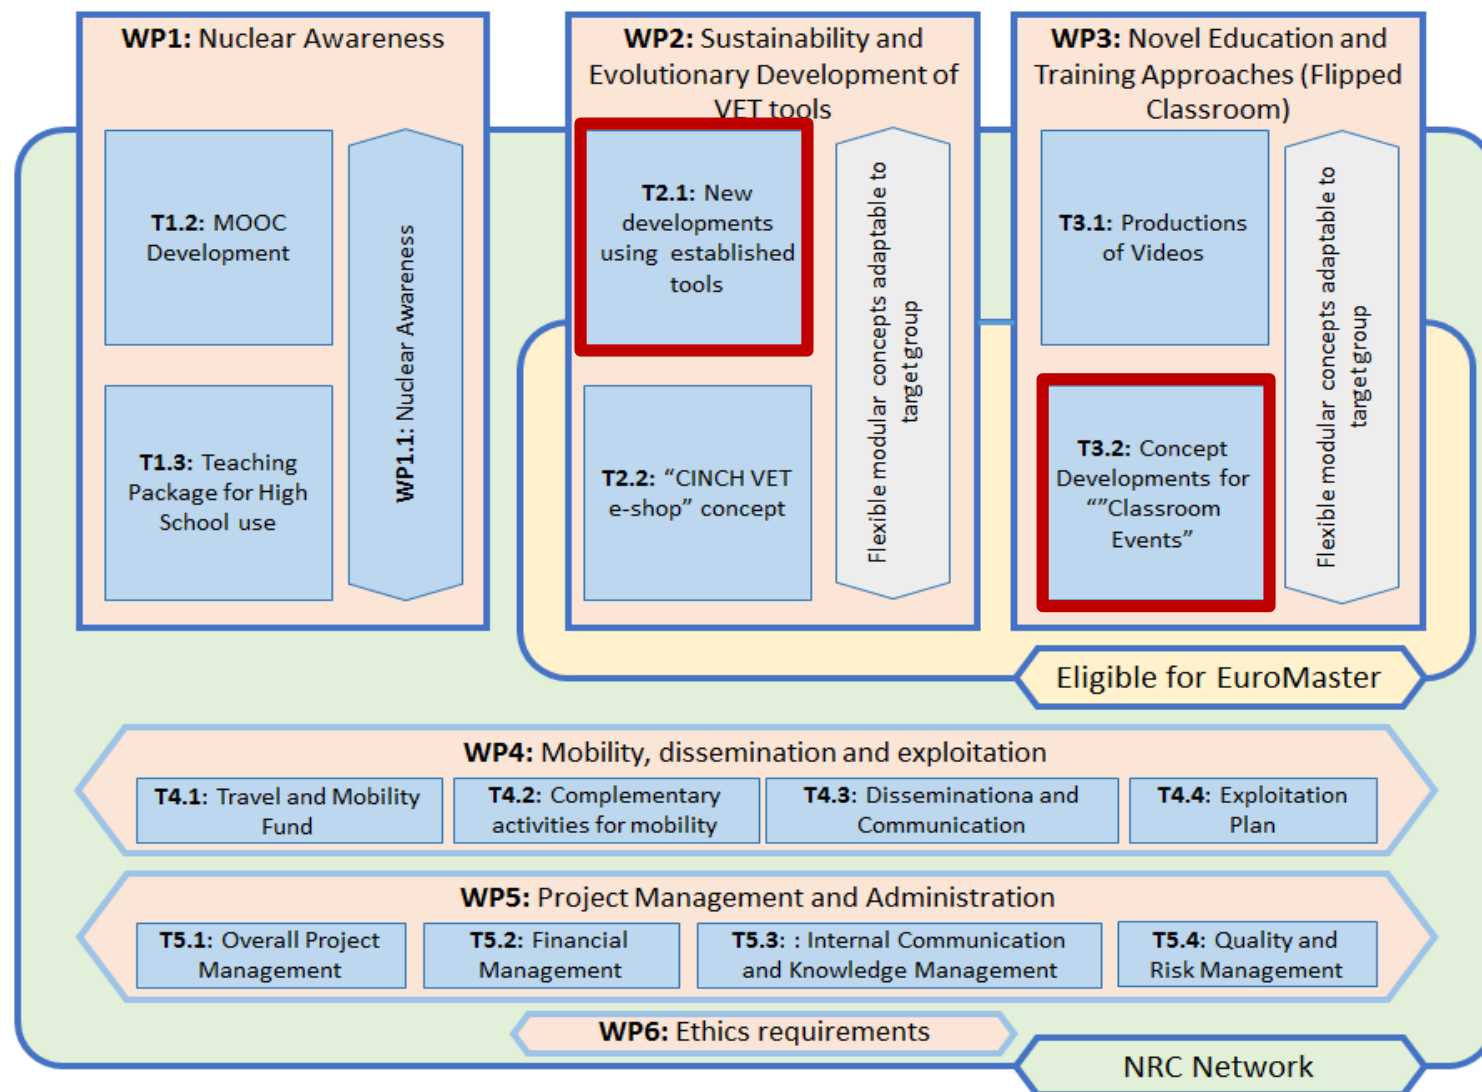 WP1: Nuclear Awareness
T1.2: MOOC
Development
T1.3: Teaching
Package for High
School use
WP1.1: Nuclear Awareness
WP2: Sustainability and
Evolutionary Development of
VET tools
T2.1: New
developments
using established
tools
T2.2: “CINCH VET
e-shop” concept
Flexible modular concepts adaptable to
target group
WP3: Novel Education and
Training Approaches (Flipped
Classroom)
T3.1: Productions
of Videos
T3.2: Concept
Developments for
“”Classroom
Events”
Flexible modular concepts adaptable to
target group
Eligible for EuroMaster
WP4: Mobility, dissemination and exploitation
T4.1: Travel and Mobility
Fund
T4.2: Complementary
activities for mobility
T4.3: Disseminationa and
Communication
T4.4: Exploitation
Plan
WP5: Project Management and Administration
T5.1: Overall Project
Management
T5.2: Financial
Management
T5.3: : Internal Communication
and Knowledge Management
T5.4: Quality and
Risk Management
WP6: Ethics requirements
NRC Network